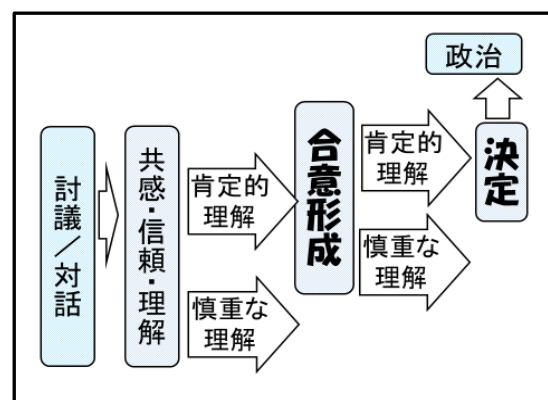 討議／対話
共感・信頼・理解
肯定的
理解
慎重な
理解
合意形成
肯定的
理解
慎重な
理解
決定
政治